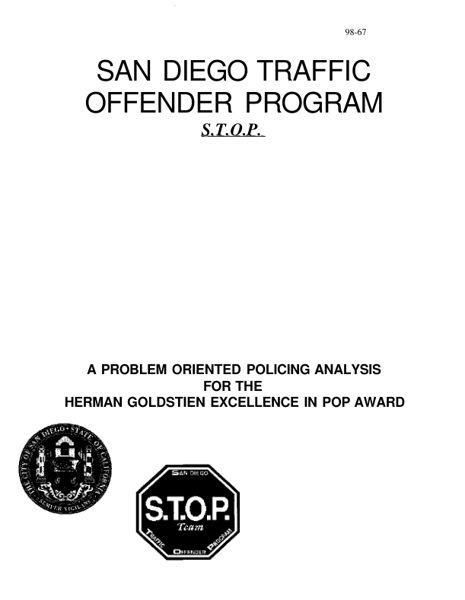 98-67
SAN DIEGO TRAFFIC
OFFENDER PROGRAM
S.T.O.P.
A PROBLEM ORIENTED POLICING ANALYSIS
FOR THE
HERMAN GOLDSTIEN EXCELLENCE IN POP AWARD
THE CITY OF SAN DIEGO • STATE OF CALIFORNIA
SEMPER VIGILANS
SAN DIEGO
S.T.O.P.
Team
TRAFFIC
OFFENDER
PROGRAM